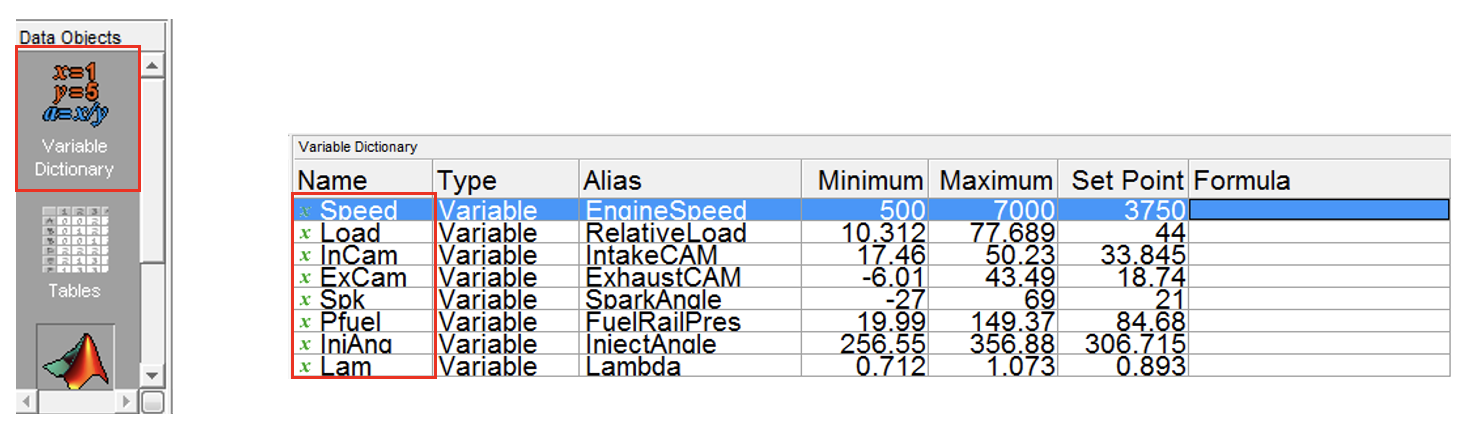 Data Objects
x=1
y=5
a=x/y
Variable
Dictionary
Tables
Variable Dictionary
Name Type Alias Minimum Maximum Set Point Formula
x Speed Variable EngineSpeed 500 7000 3750
x Load Variable RelativeLoad 10.312 77.689 44
x InCam Variable IntakeCAM 17.46 50.23 33.845
x ExCam Variable ExhaustCAM -6.01 43.49 18.74
x Spk Variable SparkAngle -27 69 21
x Pfuel Variable FuelRailPres 19.99 149.37 84.68
x InjAng Variable InjectAngle 256.55 356.88 306.715
x Lam Variable Lambda 0.712 1.073 0.893